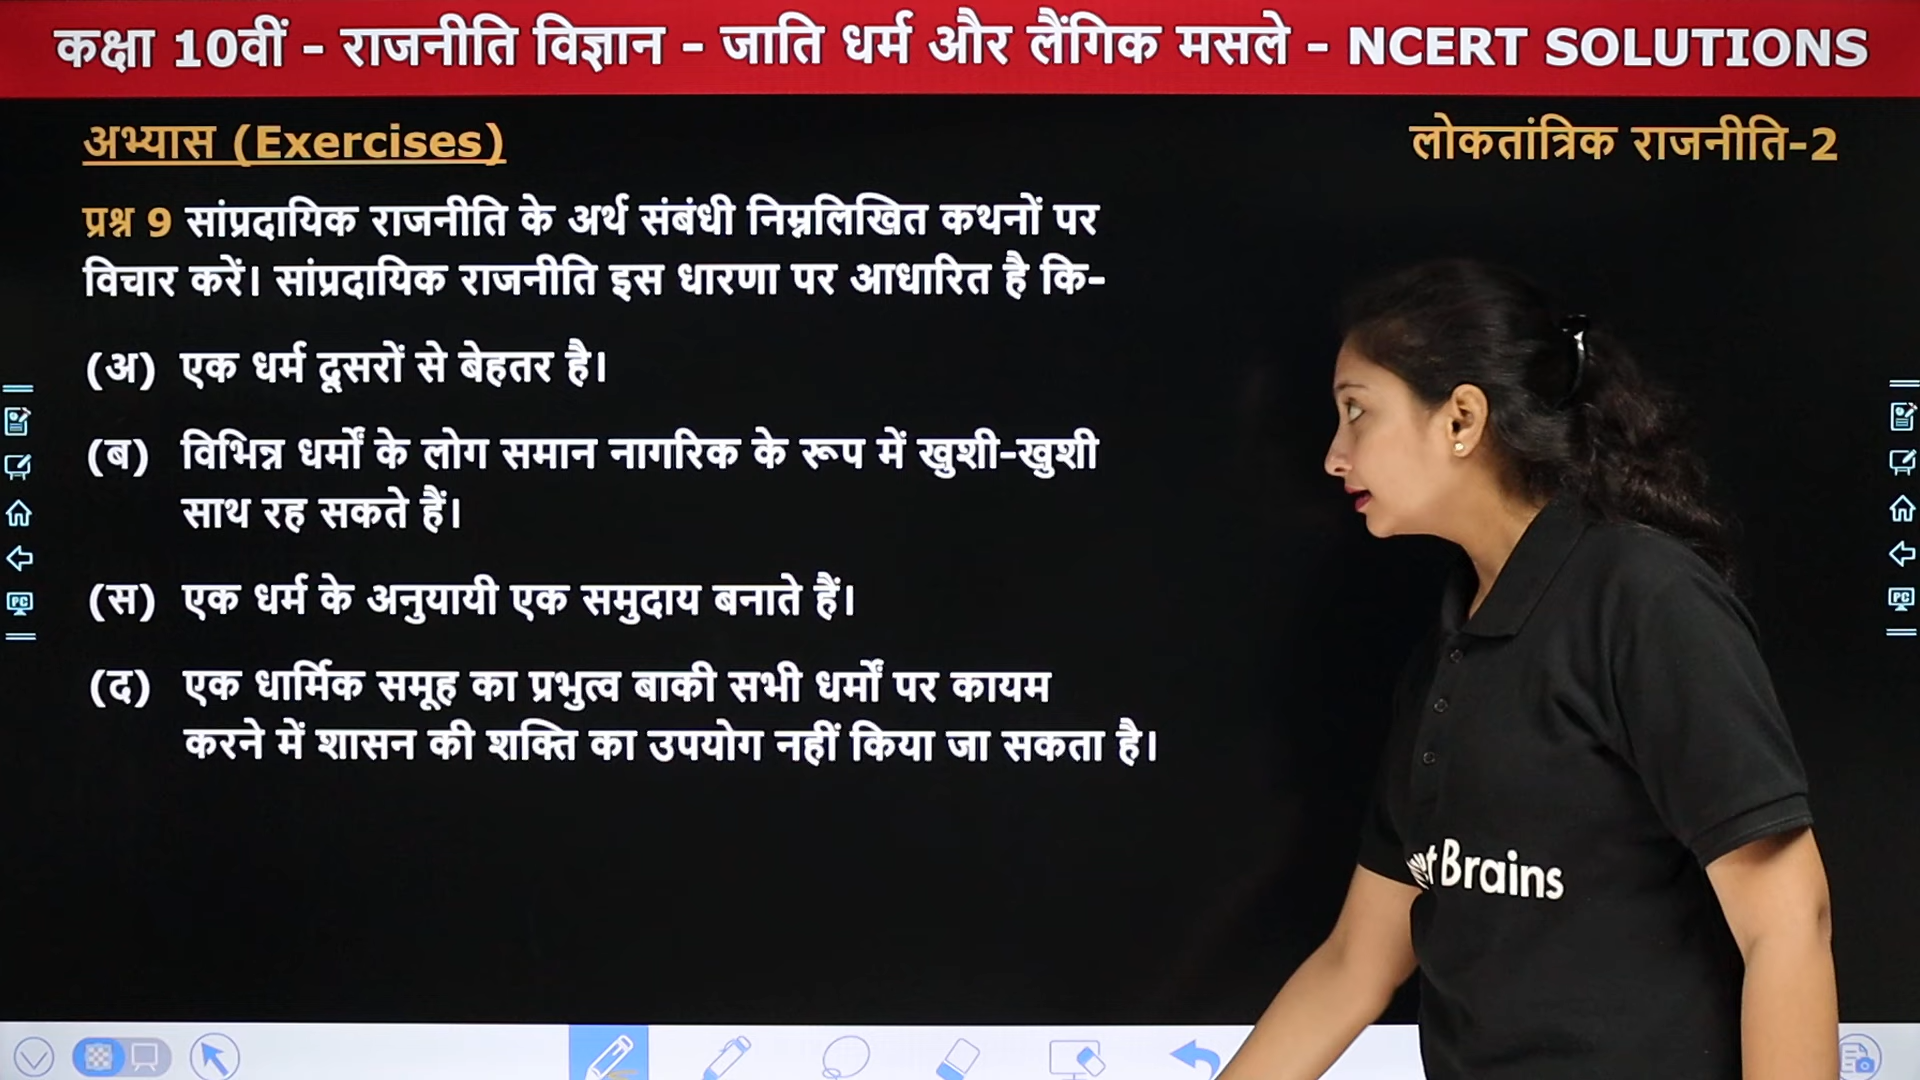 कक्षा 10वीं - राजनीति विज्ञान - जाति धर्म और लैंगिक मसले - NCERT SOLUTIONS
अभ्यास (Exercises)
लोकतांत्रिक राजनीति-2
प्रश्न 9 सांप्रदायिक राजनीति के अर्थ संबंधी निम्नलिखित कथनों पर
विचार करें। सांप्रदायिक राजनीति इस धारणा पर आधारित है कि-
(अ) एक धर्म दूसरों से बेहतर है।
(ब) विभिन्न धर्मों के लोग समान नागरिक के रूप में खुशी-खुशी
साथ रह सकते हैं।
(स) एक धर्म के अनुयायी एक समुदाय बनाते हैं।
(द) एक धार्मिक समूह का प्रभुत्व बाकी सभी धर्मों पर कायम
करने में शासन की शक्ति का उपयोग नहीं किया जा सकता है।
PC
PC
Brains